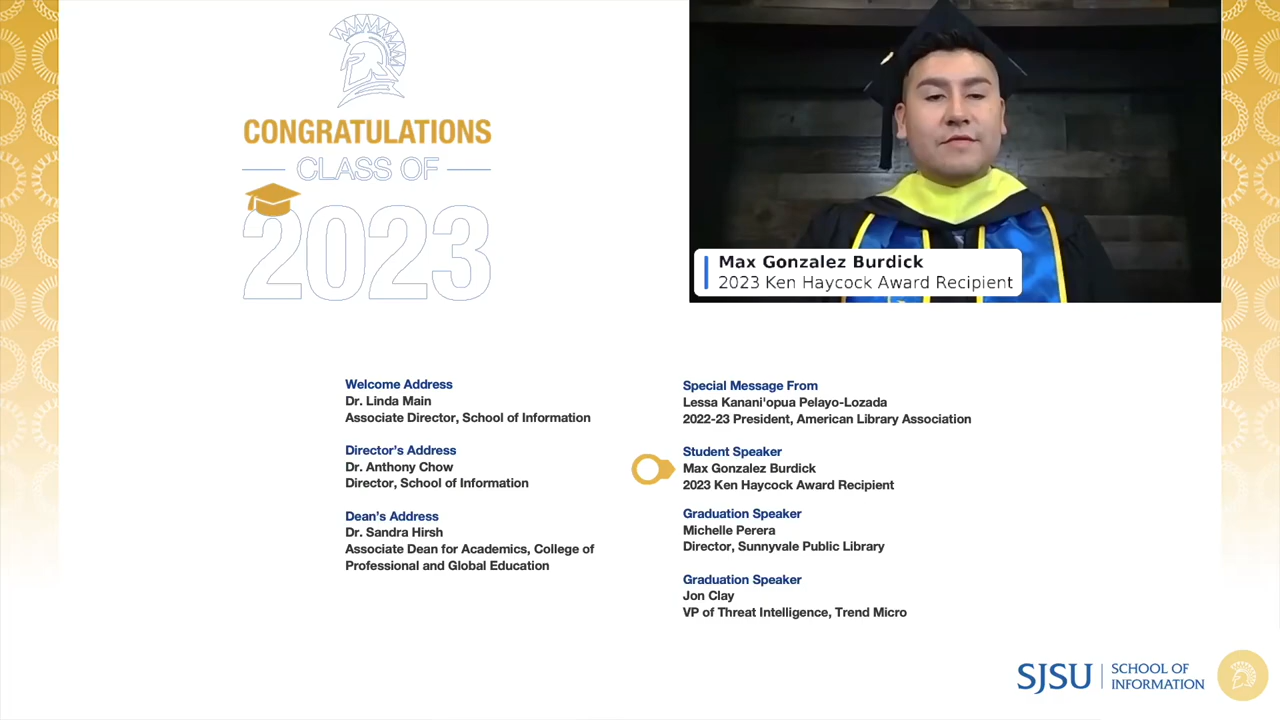 CONGRATULATIONS
CLASS OF
2023
Max Gonzalez Burdick
2023 Ken Haycock Award Recipient
Welcome Address
Dr. Linda Main
Associate Director, School of Information
Director’s Address
Dr. Anthony Chow
Director, School of Information
Dean’s Address
Dr. Sandra Hirsh
Associate Dean for Academics, College of
Professional and Global Education
Special Message From
Lessa Kanani'opua Pelayo-Lozada
2022-23 President, American Library Association
Student Speaker
Max Gonzalez Burdick
2023 Ken Haycock Award Recipient
Graduation Speaker
Michelle Perera
Director, Sunnyvale Public Library
Graduation Speaker
Jon Clay
VP of Threat Intelligence, Trend Micro
SJSU
SCHOOL OF
INFORMATION